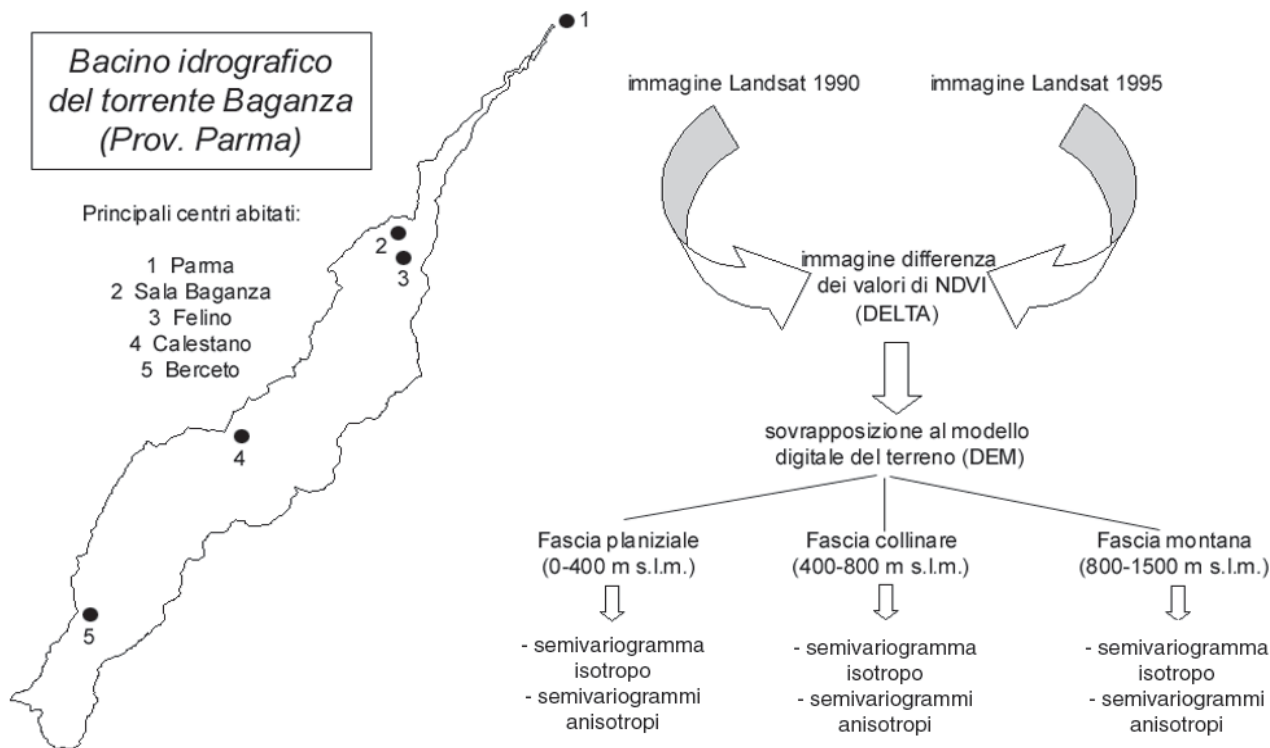 Bacino idrografico
del torrente Baganza
(Prov. Parma)
Principali centri abitati:
1 Parma
2 Sala Baganza
3 Felino
4 Calestano
5 Berceto
1
2
3
4
5
immagine Landsat 1990
immagine Landsat 1995
immagine differenza
dei valori di NDVI
(DELTA)
sovrapposizione al modello
digitale del terreno (DEM)
Fascia planiziale
(0-400 m s.l.m.)
- semivariogramma
isotropo
- semivariogrammi
anisotropi
Fascia collinare
(400-800 m s.l.m.)
- semivariogramma
isotropo
- semivariogrammi
anisotropi
Fascia montana
(800-1500 m s.l.m.)
- semivariogramma
isotropo
- semivariogrammi
anisotropi